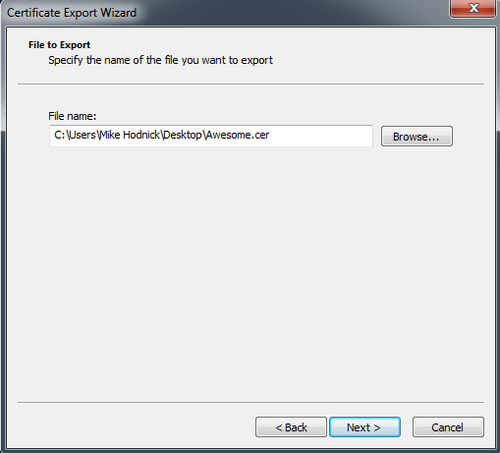 Certificate Export Wizard
File to Export
Specify the name of the file you want to export
File name:
C:\Users\Mike Hodnick\Desktop\Awesome.cer
Browse...
< Back
Next >
Cancel